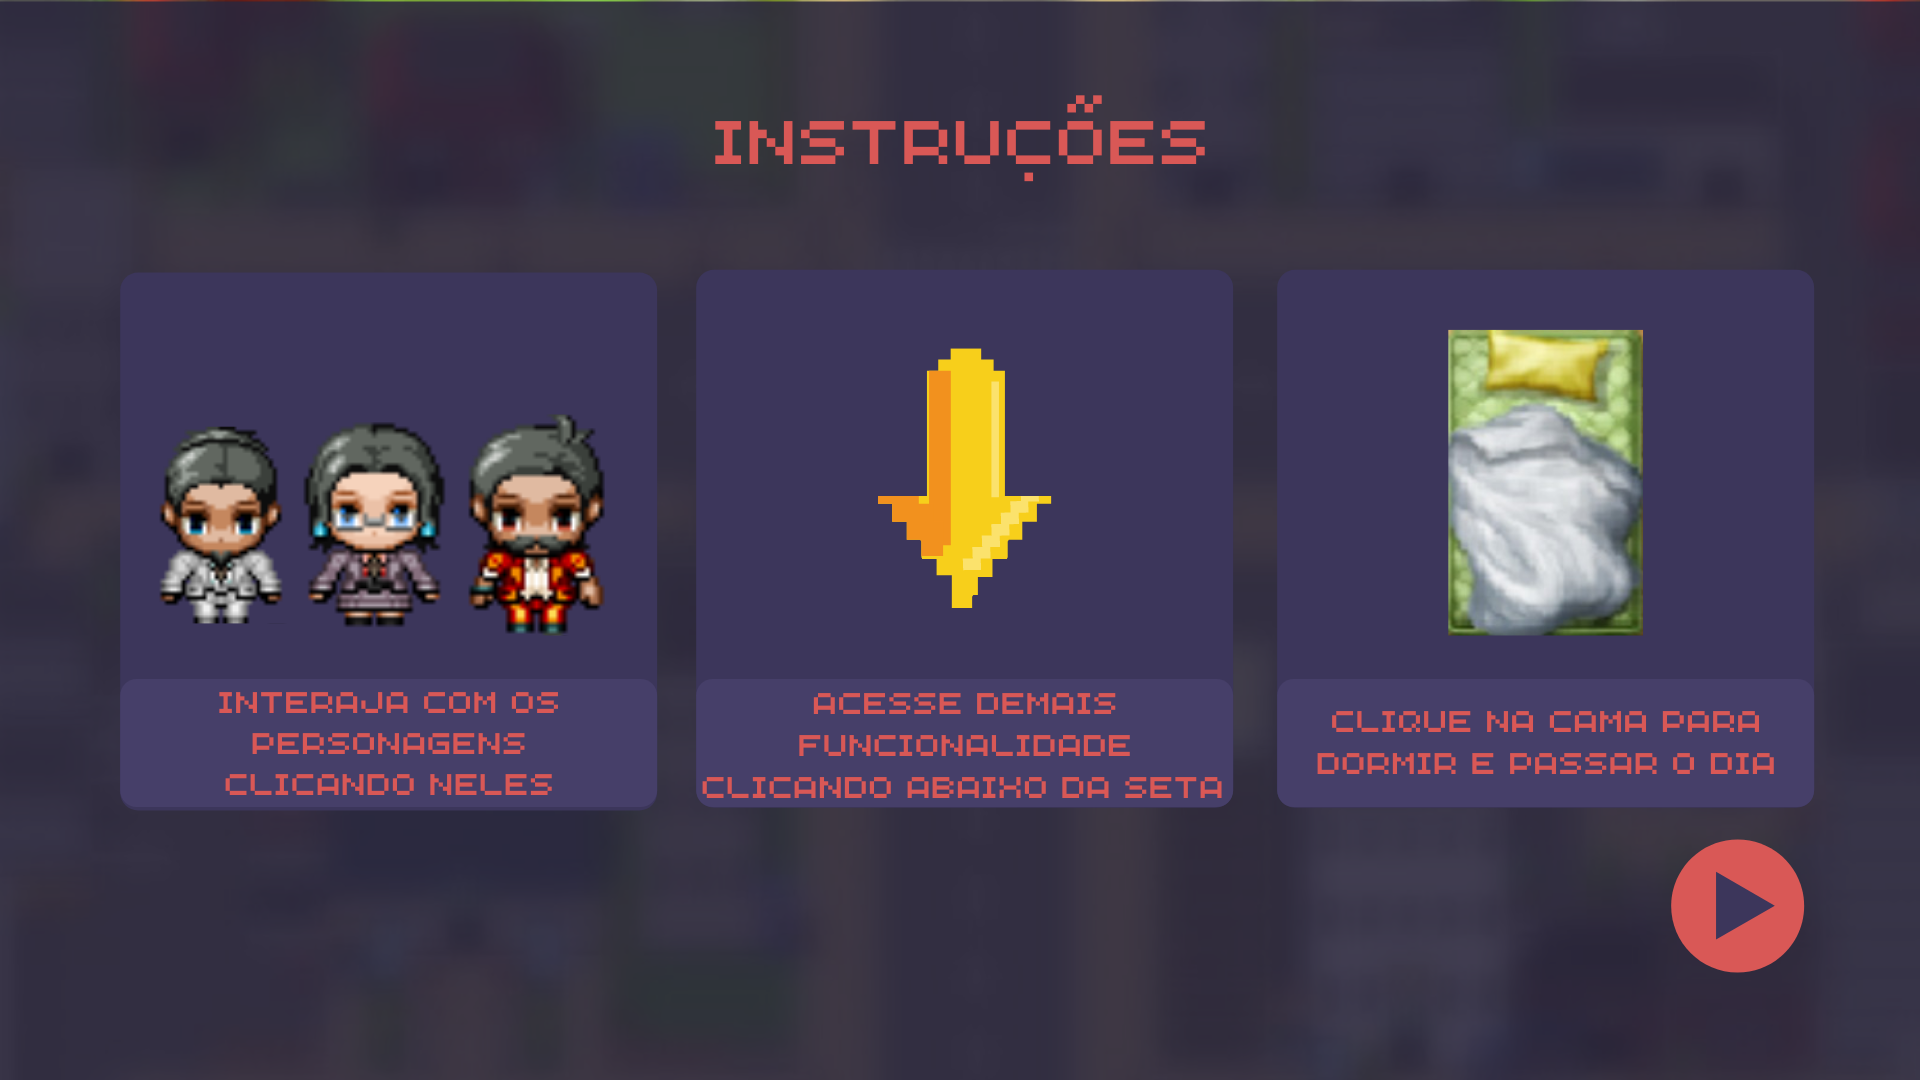 INSTRUÇÕES
INTERAJA COM OS
PERSONAGENS
CLICANDO NELES
ACESSE DEMAIS
FUNCIONALIDADE
CLICANDO ABAIXO DA SETA
CLIQUE NA CAMA PARA
DORMIR E PASSAR O DIA